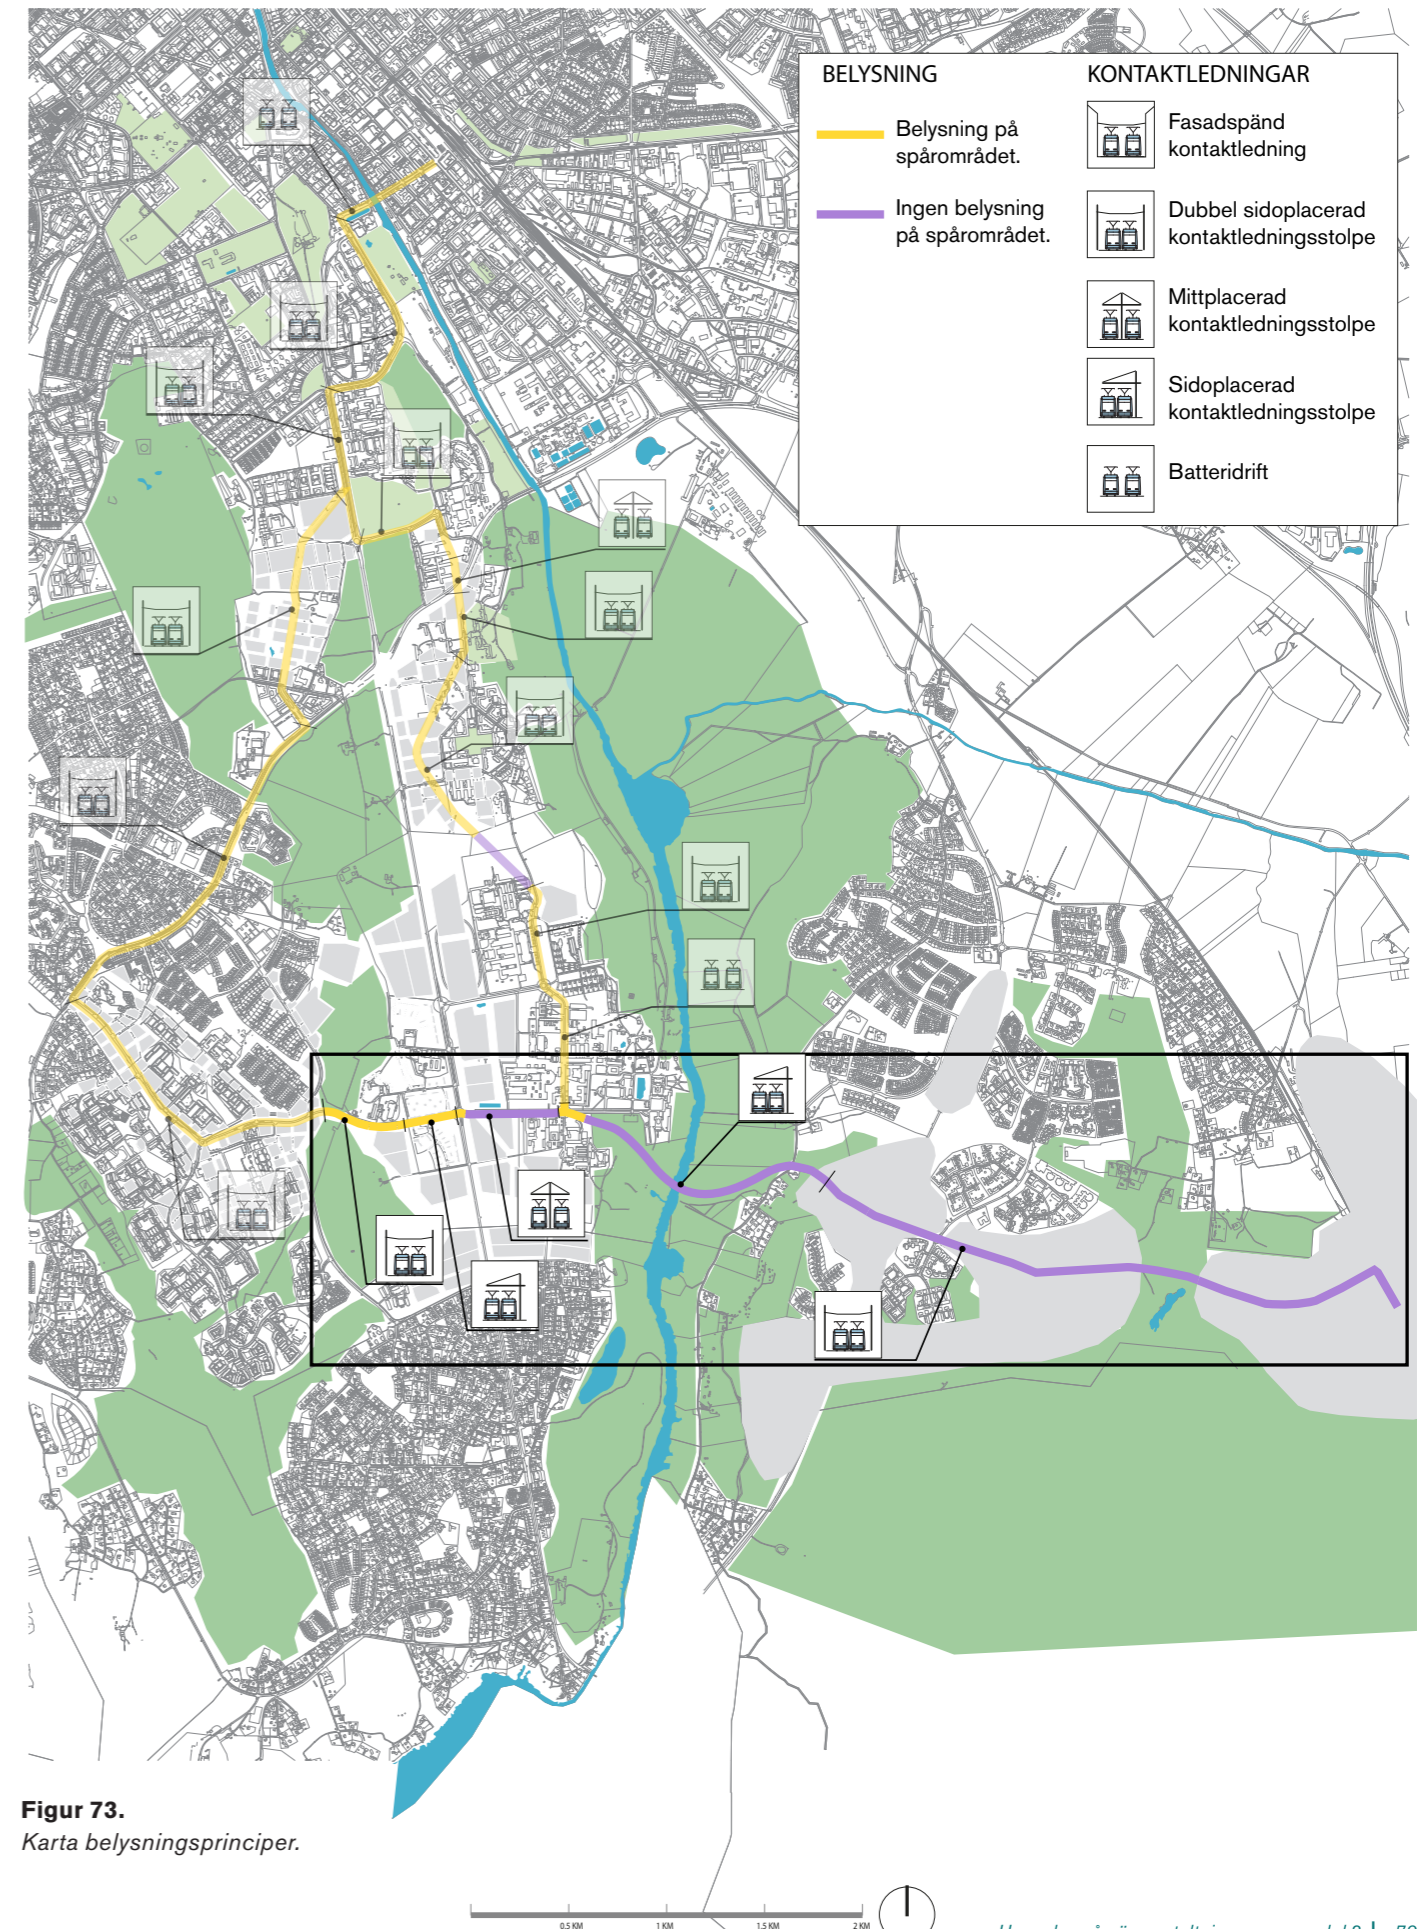 BELYSNING
Belysning på
spårområdet.
Ingen belysning
på spårområdet.
KONTAKTLEDNINGAR
Fasadspänd
kontaktledning
Dubbel sidoplacerad
kontaktledningsstolpe
Mittplacerad
kontaktledningsstolpe
Sidoplacerad
kontaktledningsstolpe
Batteridrift
Figur 73.
Karta belysningsprinciper.
0.5 KM
1 KM
1.5 KM
2 KM